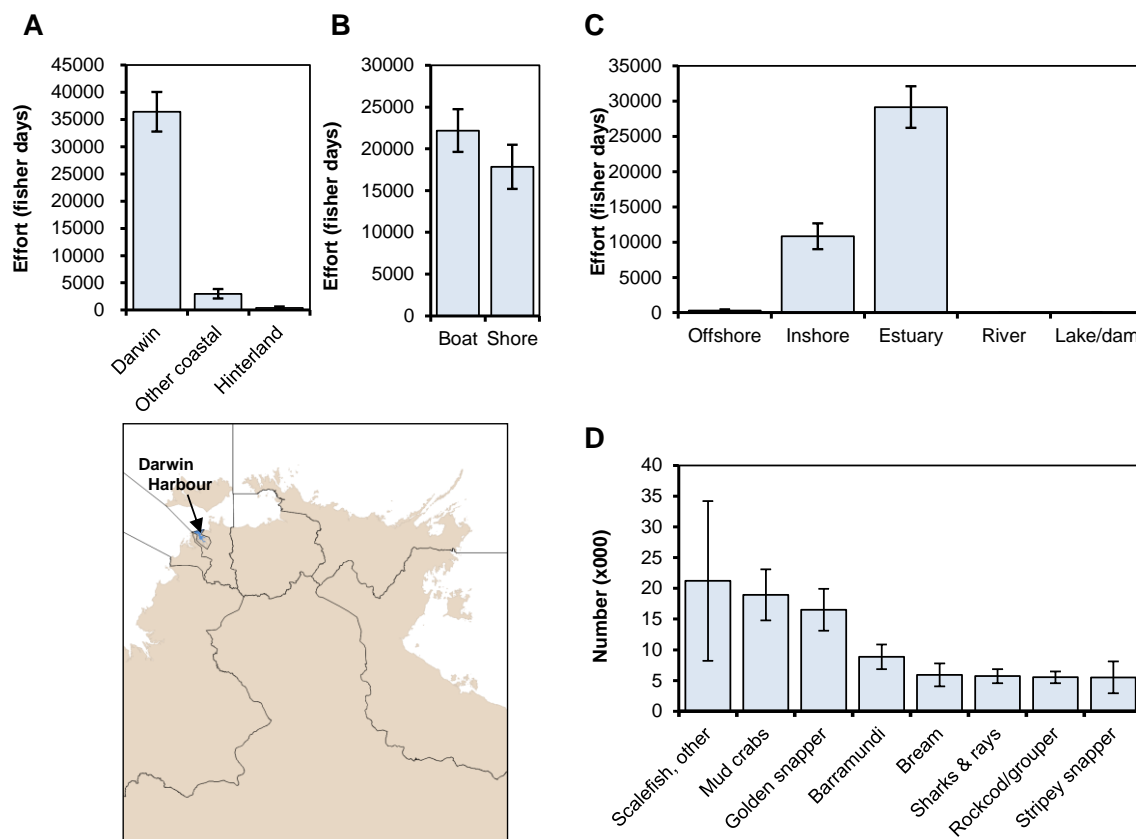 A
Effort (fisher days)
45000
40000
35000
30000
25000
20000
15000
10000
5000
0
Darwin
Other coastal
Hinterland
B
Effort (fisher days)
30000
25000
20000
15000
10000
5000
0
Boat Shore
C
Effort (fisher days)
35000
30000
25000
20000
15000
10000
5000
0
Offshore Inshore Estuary River Lake/dam
Darwin
Harbour
D
Number (x000)
40
35
30
25
20
15
10
5
0
Scalefish, other
Mud crabs
Golden snapper
Barramundi
Bream
Sharks & rays
Rockcod/grouper
Stripey snapper